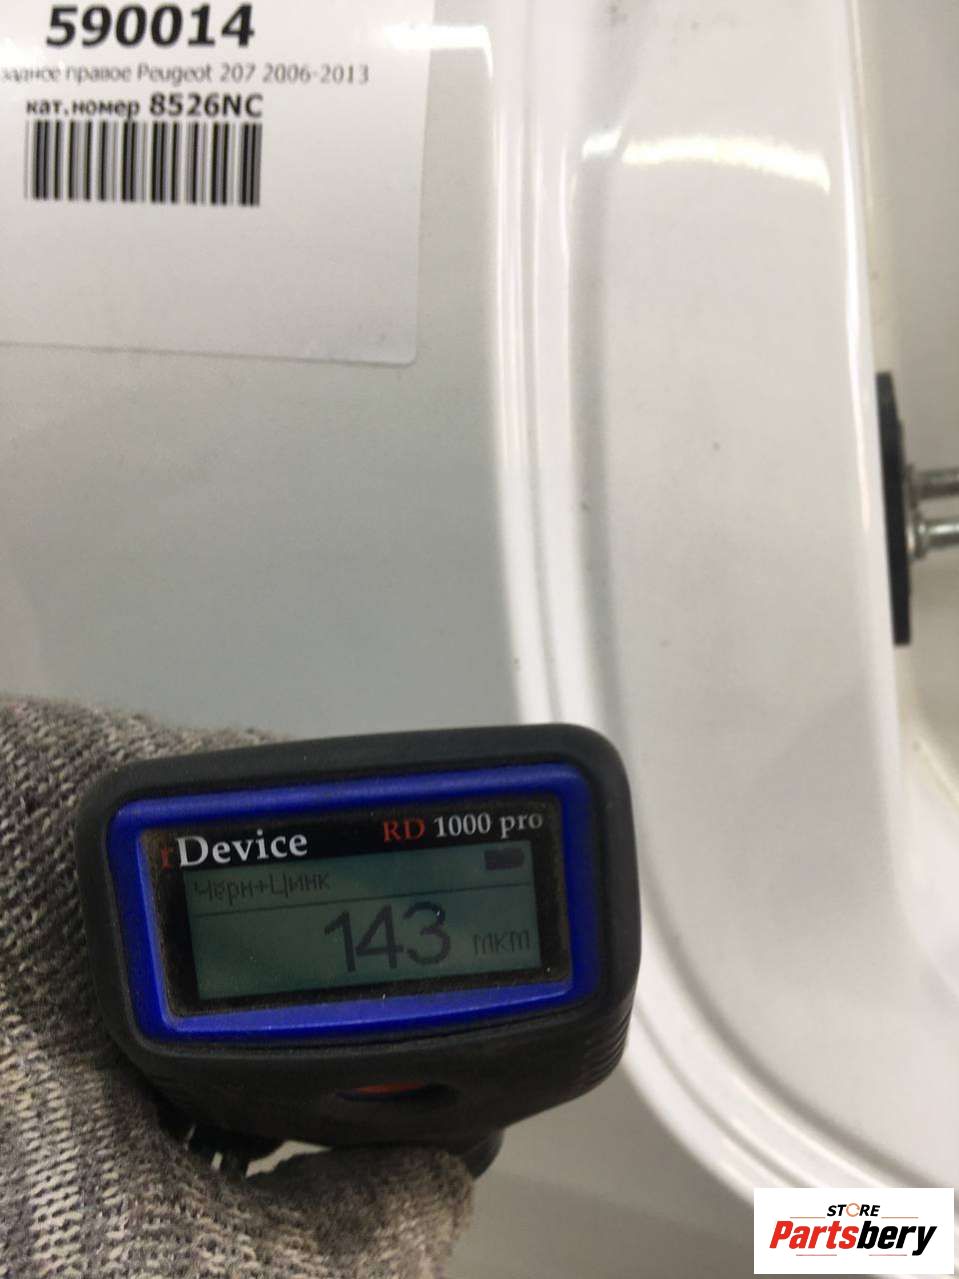 590014
заднее правое Peugeot 207 2006-2013
кат.номер 8526NC
rDevice
RD 1000 pro
Черн+Цинк
143 мкм
STORE
Partsbery